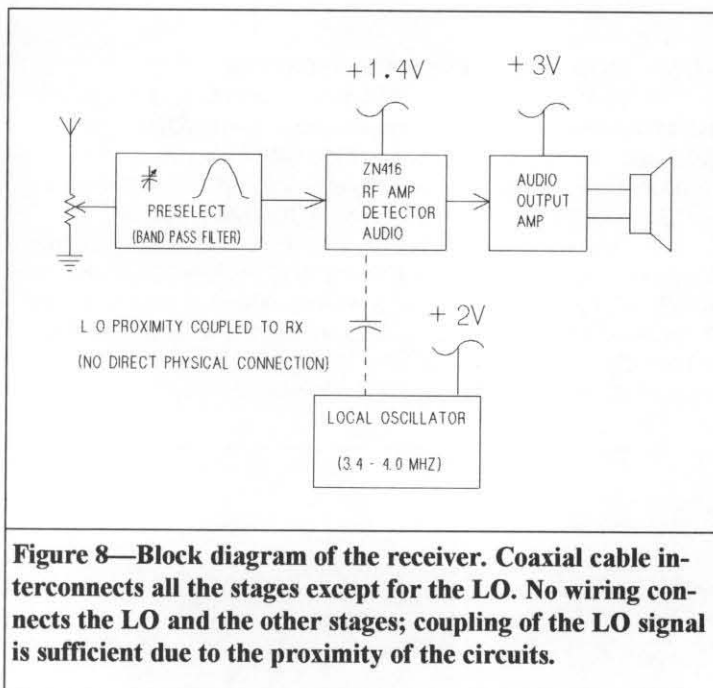 +1.4V
+3V
PRESELECT
(BAND PASS FILTER)
ZN416
RF AMP
DETECTOR
AUDIO
AUDIO
OUTPUT
AMP
L O PROXIMITY COUPLED TO RX
(NO DIRECT PHYSICAL CONNECTION)
+ 2V
LOCAL OSCILLATOR
(3.4 - 4.0 MHZ)
Figure 8—Block diagram of the receiver. Coaxial cable in-
terconnects all the stages except for the LO. No wiring con-
nects the LO and the other stages; coupling of the LO signal
is sufficient due to the proximity of the circuits.